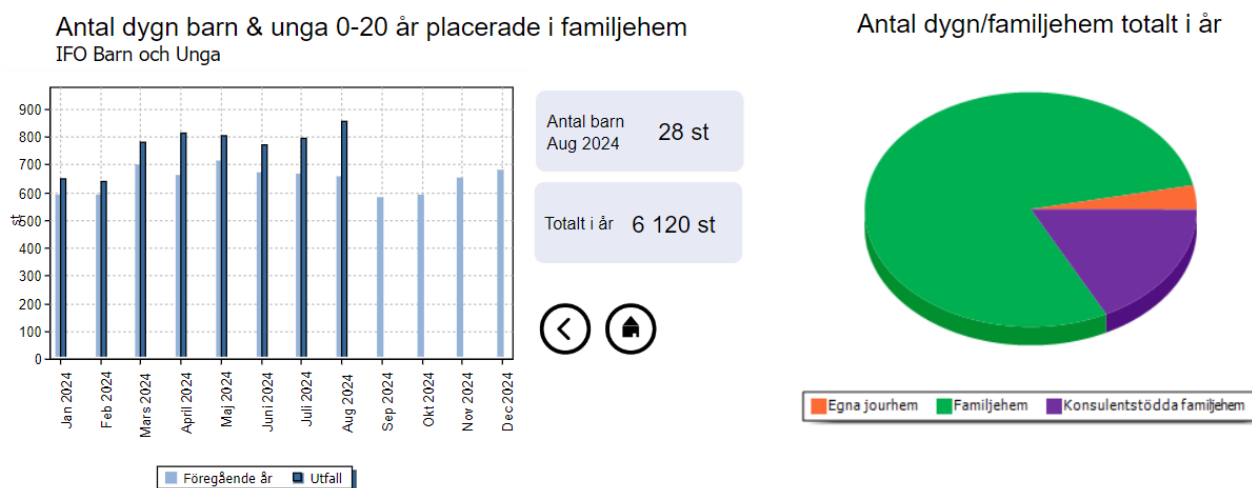 Antal dygn barn & unga 0-20 år placerade i familjehem
IFO Barn och Unga
900
800
700
600
500
400
300
200
100
0
st
Jan 2024
Feb 2024
Mars 2024
April 2024
Maj 2024
Juni 2024
Juli 2024
Aug 2024
Sep 2024
Okt 2024
Nov 2024
Dec 2024
Föregående år
Utfall
Antal barn
Aug 2024
28 st
Totalt i år 6 120 st
Antal dygn/familjehem totalt i år
Egna jourhem Familjehem Konsulentstödda familjehem